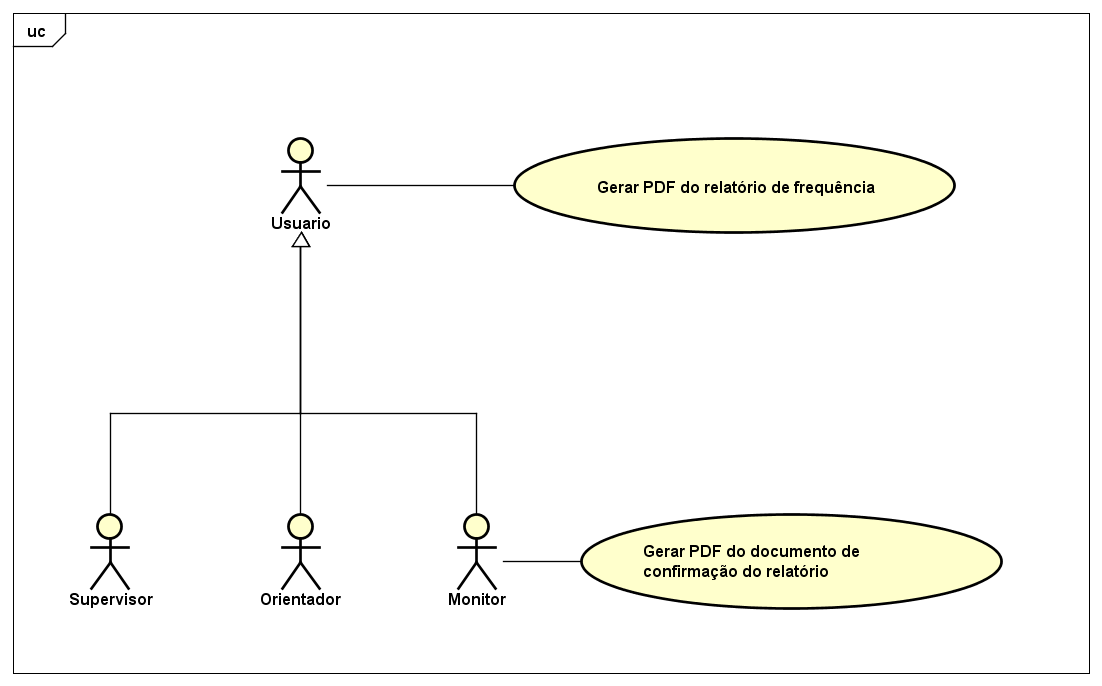 uc
Gerar PDF do relatório de frequência
Usuario
Gerar PDF do documento de
confirmação do relatório
Supervisor
Orientador
Monitor